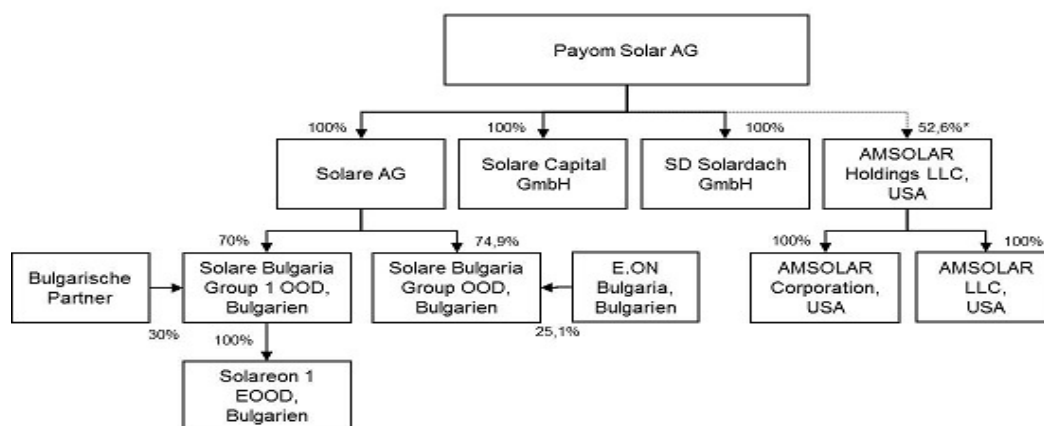 Payom Solar AG
100%
100%
100%
52,6%*
Solare AG
Solare Capital
GmbH
SD Solardach
GmbH
AMSOLAR
Holdings LLC,
USA
70%
74,9%
100%
100%
Bulgarische
Partner
Solare Bulgaria
Group 1 OOD,
Bulgarien
Solare Bulgaria
Group OOD,
Bulgarien
E.ON
Bulgaria,
Bulgarien
AMSOLAR
Corporation,
USA
AMSOLAR
LLC,
USA
30%
100%
25,1%
Solareon 1
EOOD,
Bulgarien